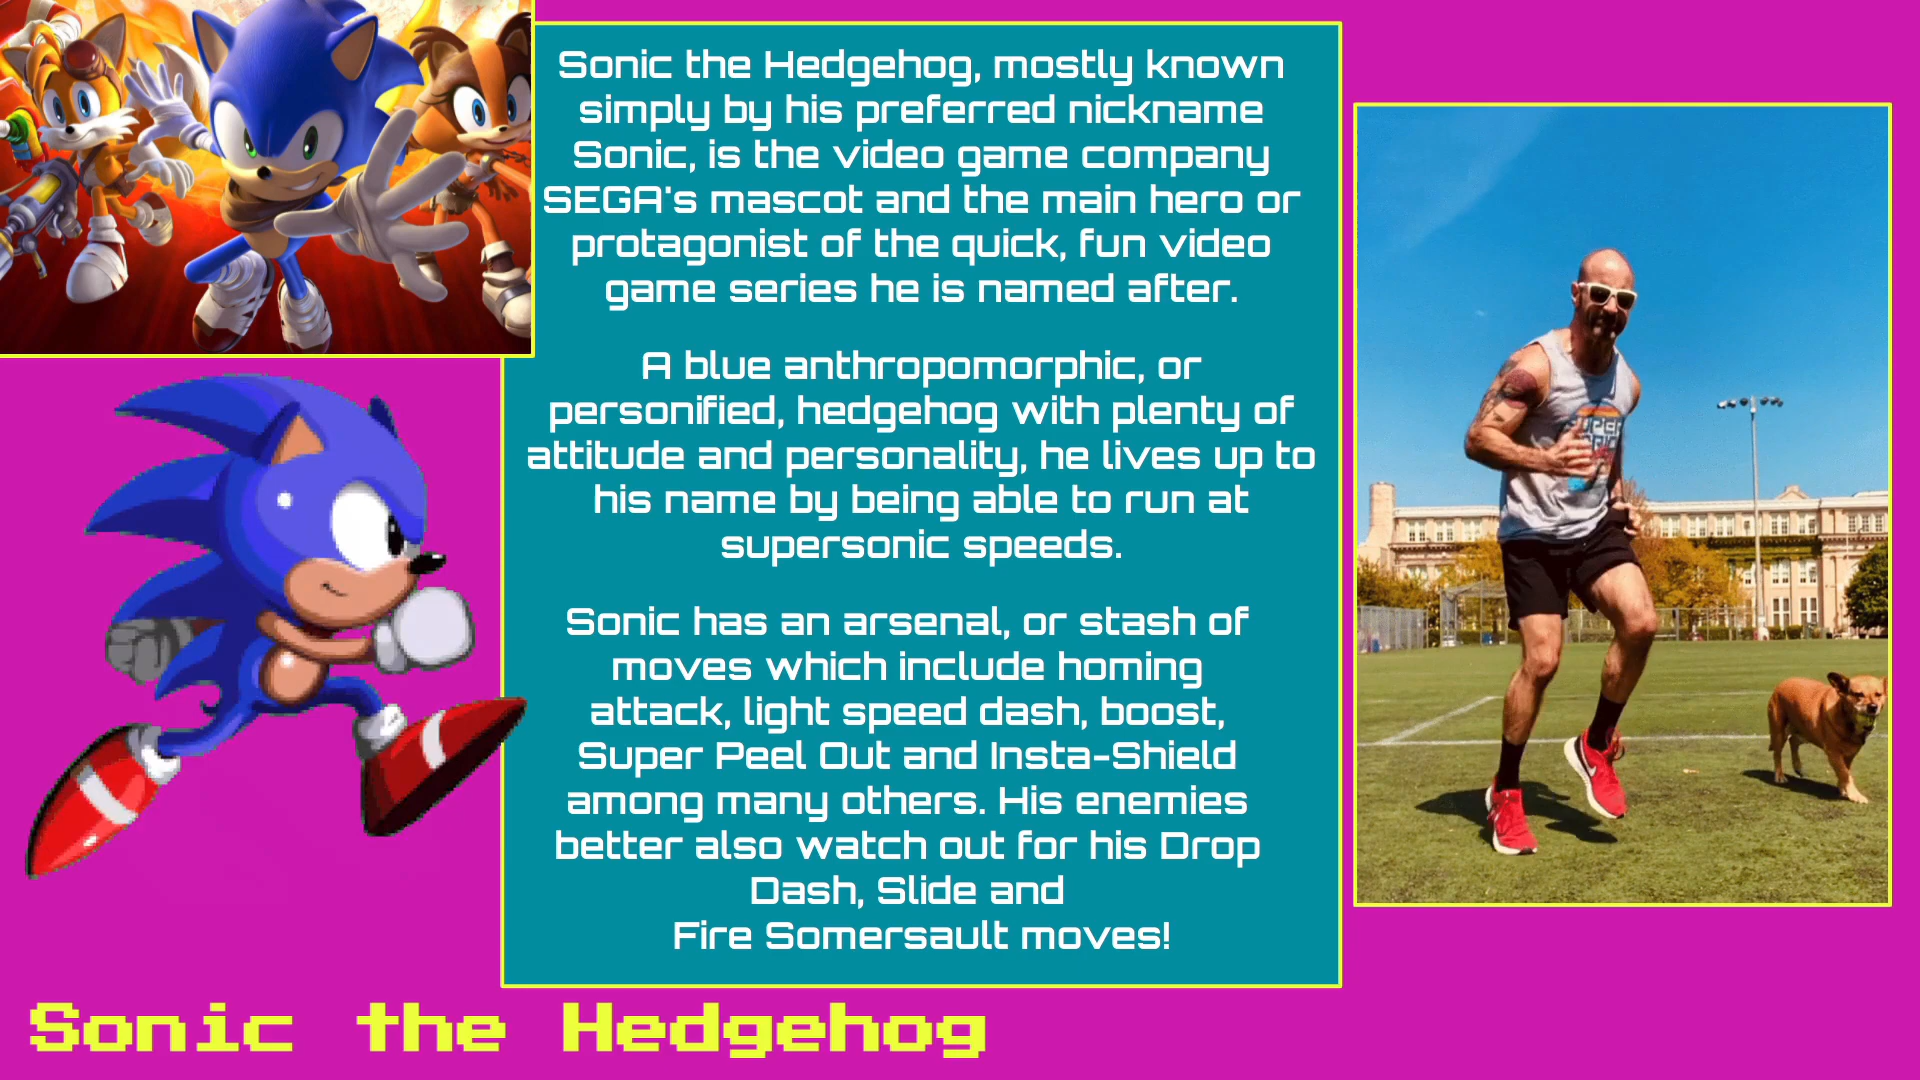 Sonic the Hedgehog, mostly known
simply by his preferred nickname
Sonic, is the video game company
SEGA's mascot and the main hero or
protagonist of the quick, fun video
game series he is named after.
A blue anthropomorphic, or
personified, hedgehog with plenty of
attitude and personality, he lives up to
his name by being able to run at
supersonic speeds.
Sonic has an arsenal, or stash of
moves which include homing
attack, light speed dash, boost,
Super Peel Out and Insta-Shield
among many others. His enemies
better also watch out for his Drop
Dash, Slide and
Fire Somersault moves!
Sonic the Hedgehog